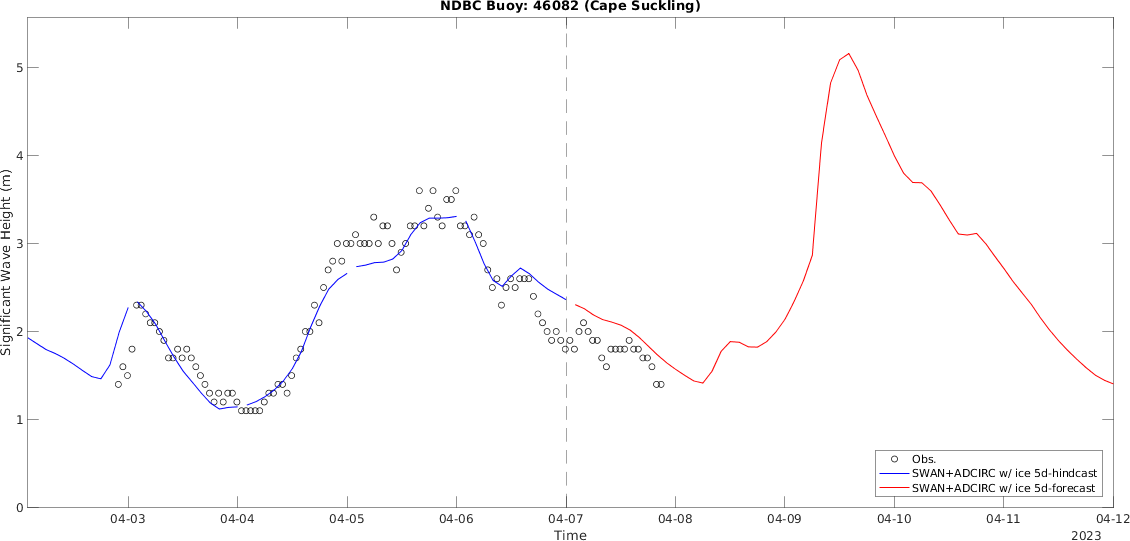 NDBC Buoy: 46082 (Cape Suckling)
Significant Wave Height (m)
5
4
3
2
1
0
Obs.
SWAN+ADCIRC w/ ice 5d-hindcast
SWAN+ADCIRC w/ ice 5d-forecast
04-03 04-04 04-05 04-06 04-07 04-08 04-09 04-10 04-11 04-12
Time
2023